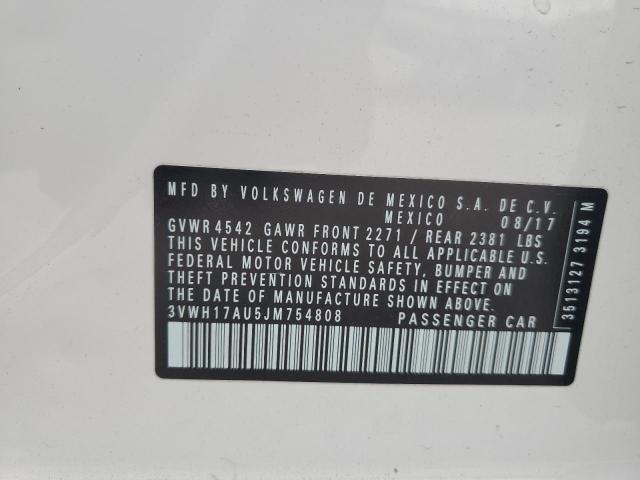 MFD BY VOLKSWAGEN DE MEXICO S.A. DE C.V.
MEXICO 08/17
GVWR 4542 GAWR FRONT 2271 / REAR 2381 LBS
THIS VEHICLE CONFORMS TO ALL APPLICABLE U.S.
FEDERAL MOTOR VEHICLE SAFETY, BUMPER AND
THEFT PREVENTION STANDARDS IN EFFECT ON
THE DATE OF MANUFACTURE SHOWN ABOVE.
3VWH17AU5JM754808 PASSENGER CAR
3513127 3194 M